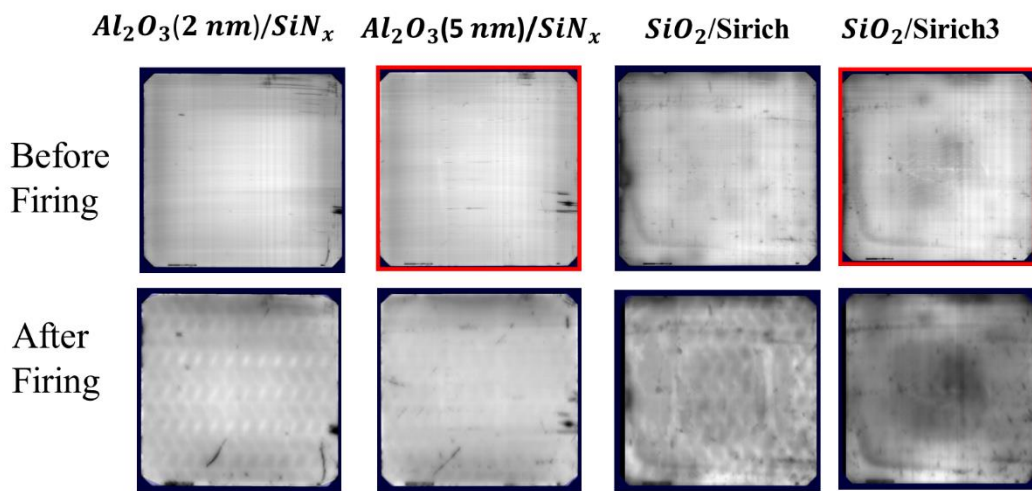 Al₂O₃(2 nm)/SiNₓ Al₂O₃(5 nm)/SiNₓ SiO₂/Sirich SiO₂/Sirich3
Before
Firing
After
Firing